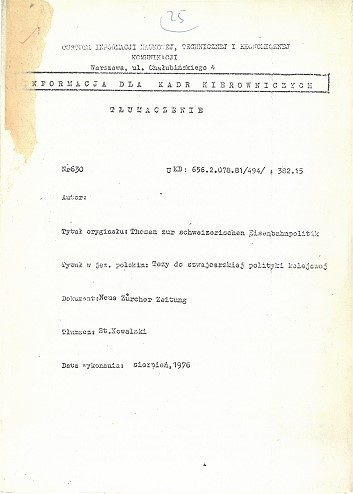 25
OŚRODEK INFORMACJI NAUKOWEJ, TECHNICZNEJ I EKONOMICZNEJ
KOMUNIKACJI
Warszawa, ul. Chałubińskiego 4
INFORMACJA DLA KADR KIEROWNICZYCH
TŁUMACZENIE
Nr630 UKD: 656.2.078.81/494/ : 382.15
Autor:
Tytuł oryginału: Thesen zur schweizerischen Eisenbahnpolitik
Tytuł w jęz. polskim: Tezy do szwajcarskiej polityki kolejowej
Dokument: Neue Zürcher Zeitung
Tłumacz: St.Kowalski
Data wykonania: sierpień,1976